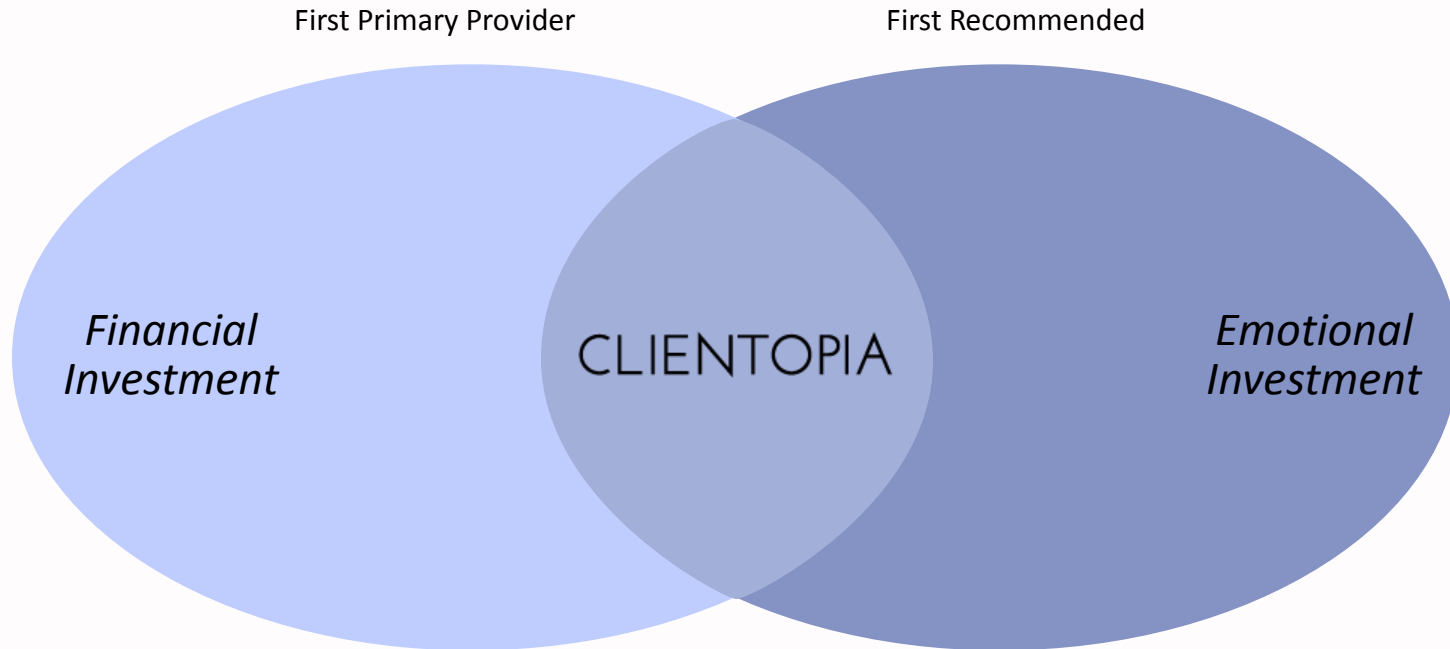 First Primary Provider
First Recommended
Financial
Investment
CLIENTOPIA
Emotional
Investment